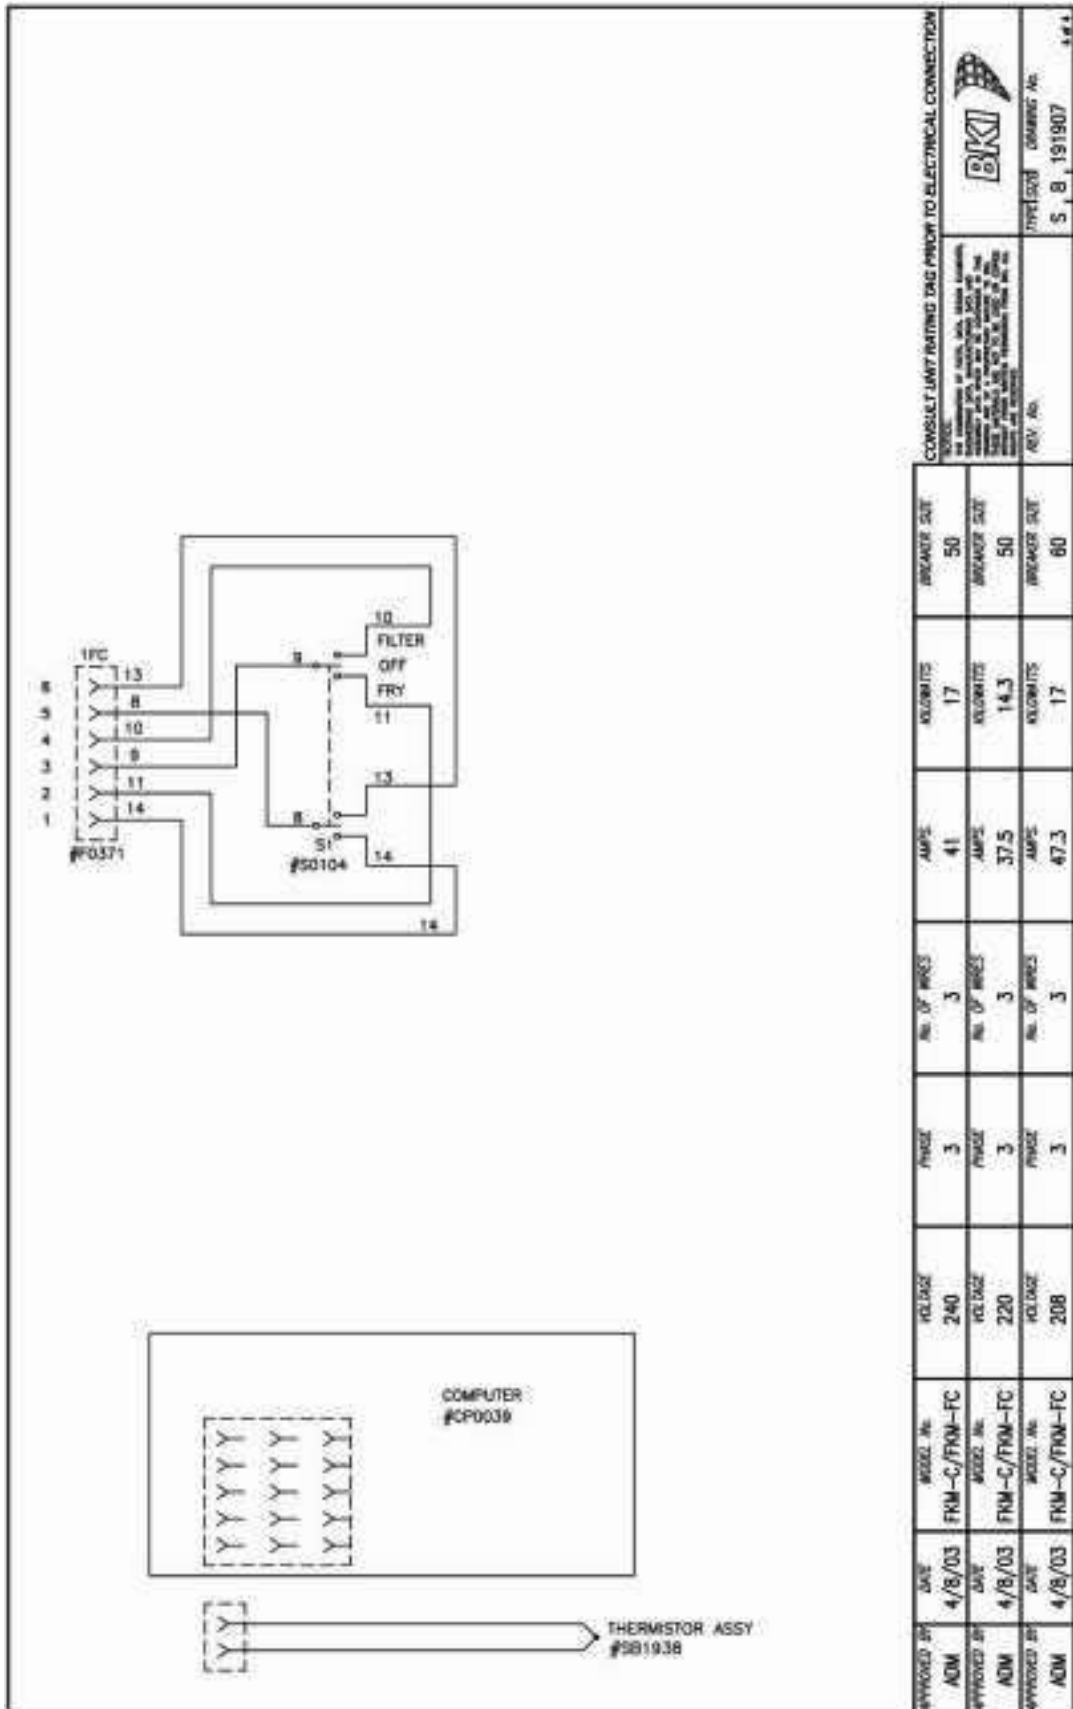 10
FILTER
OFF
FRY
11
9
1FC
6
5
4
3
2
1
13
8
10
9
11
14
#F0371
13
8
S1
#S0104
14
14
COMPUTER
#CP0039
THERMISTOR ASSY
#SB1938
CONSULT UNIT RATING TAG PRIOR TO ELECTRICAL CONNECTION
APPROVED BY DATE MODEL No. VOLTAGE PHASE No. OF WIRES AMPS. KILOWATTS BREAKER SIZE
ADM 4/8/03 FKM-C/FKM-FC 240 3 3 41 17 50
APPROVED BY DATE MODEL No. VOLTAGE PHASE No. OF WIRES AMPS. KILOWATTS BREAKER SIZE
ADM 4/8/03 FKM-C/FKM-FC 220 3 3 37.5 14.3 50
APPROVED BY DATE MODEL No. VOLTAGE PHASE No. OF WIRES AMPS. KILOWATTS BREAKER SIZE
ADM 4/8/03 FKM-C/FKM-FC 208 3 3 47.3 17 60
BKI
REV. No.
TYPE SIZE DRAWING No.
S B 191907